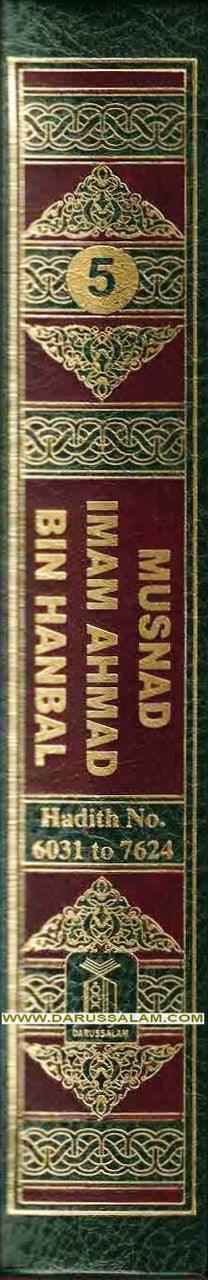 5
MUSNAD
IMAM AHMAD
BIN HANBAL
Hadith No.
6031 to 7624
WWW.DARUSSALAM.COM
DARUSSALAM